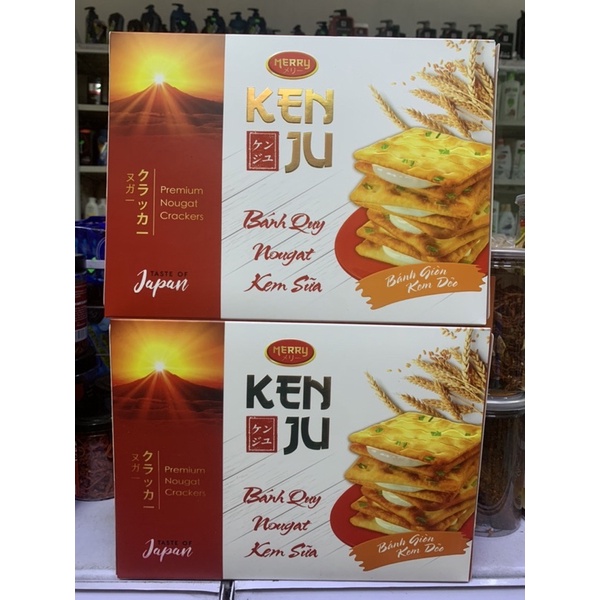 MERRY
メリー
KEN
JU
ケン
ジユ
クラッカー
ヌガー
Premium
Nougat
Crackers
TASTE OF
Japan
Bánh Quy
Nougat
Kem Sữa
Bánh Giòn
Kem Dẻo
MERRY
メリー
KEN
JU
ケン
ジユ
クラッカー
ヌガー
Premium
Nougat
Crackers
TASTE OF
Japan
Bánh Quy
Nougat
Kem Sữa
Bánh Giòn
Kem Dẻo